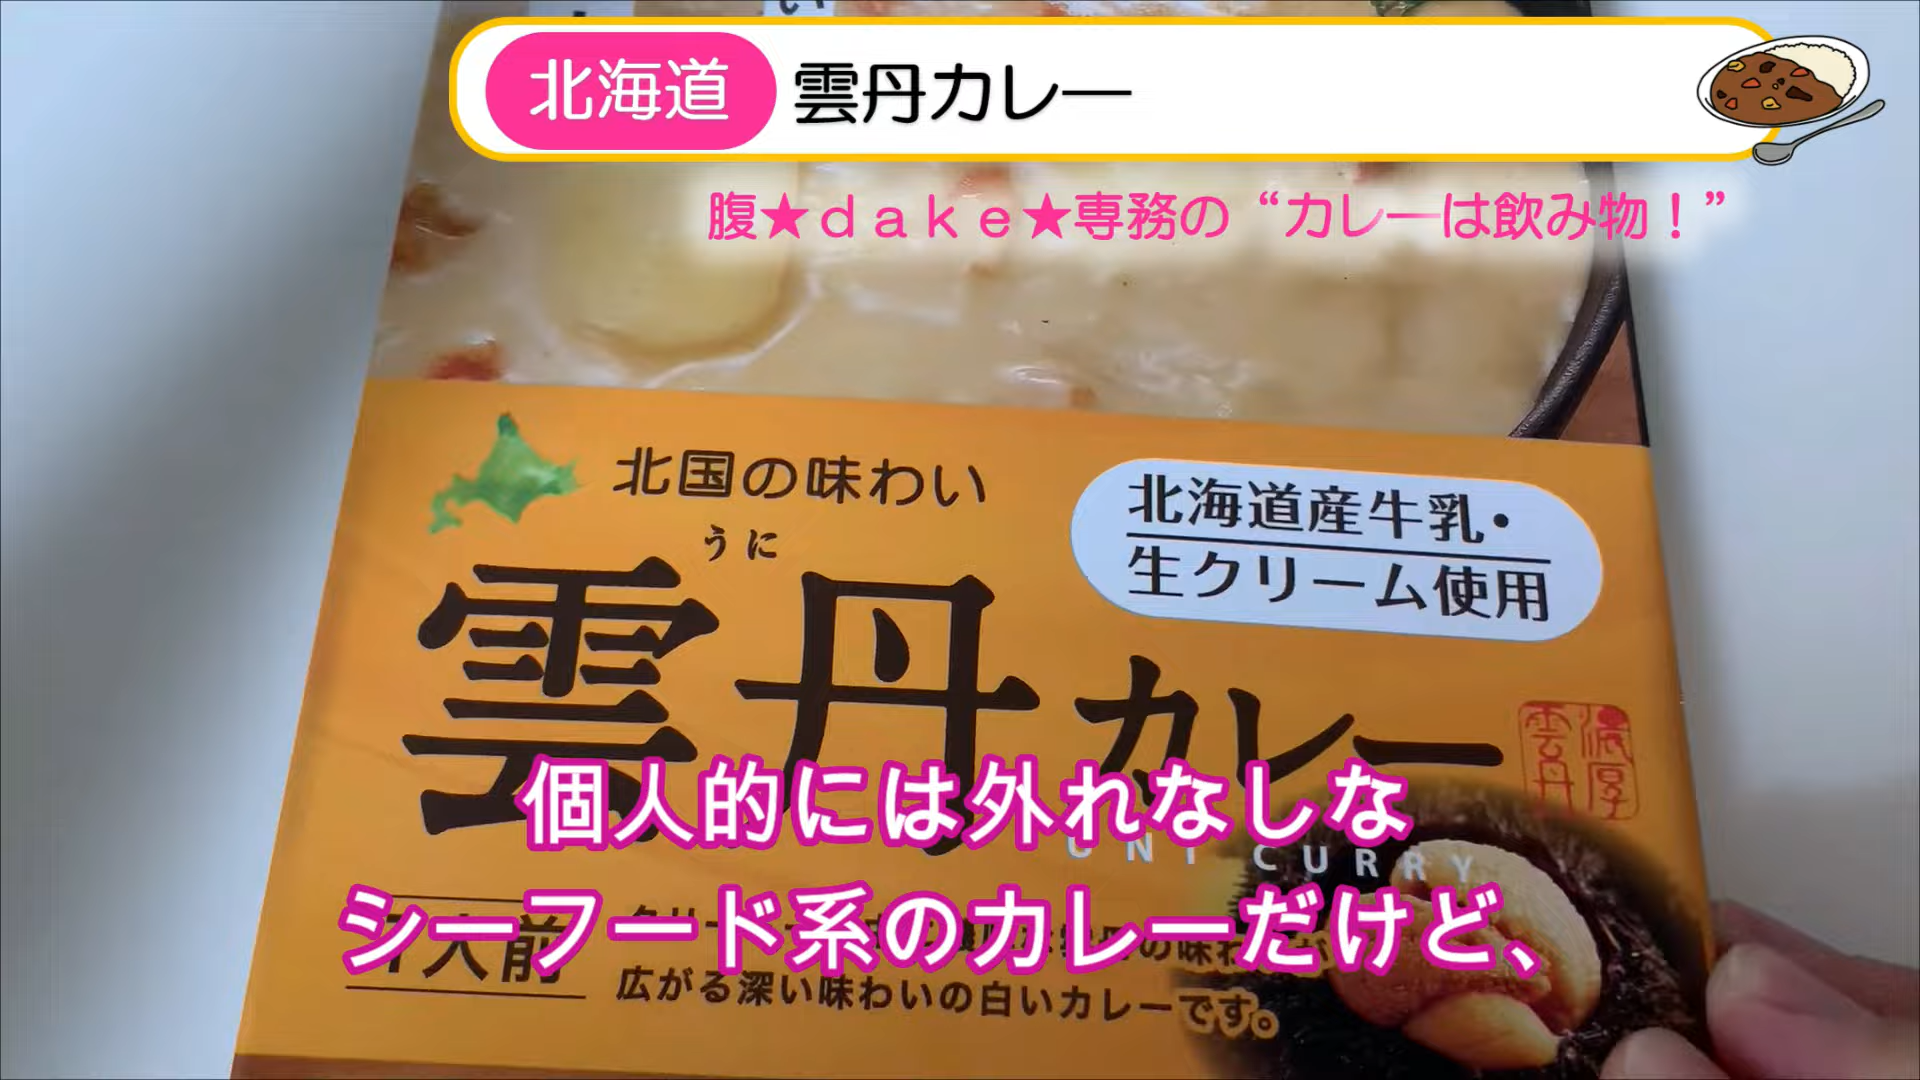 北海道 雲丹カレー
腹★ｄａｋｅ★専務の“カレーは飲み物！”
北国の味わい
北海道産牛乳・
生クリーム使用
うに
雲丹カレー
濃厚
雲丹
UNI CURRY
個人的には外れなしな
シーフード系のカレーだけど、
1人前
広がる深い味わいの白いカレーです。